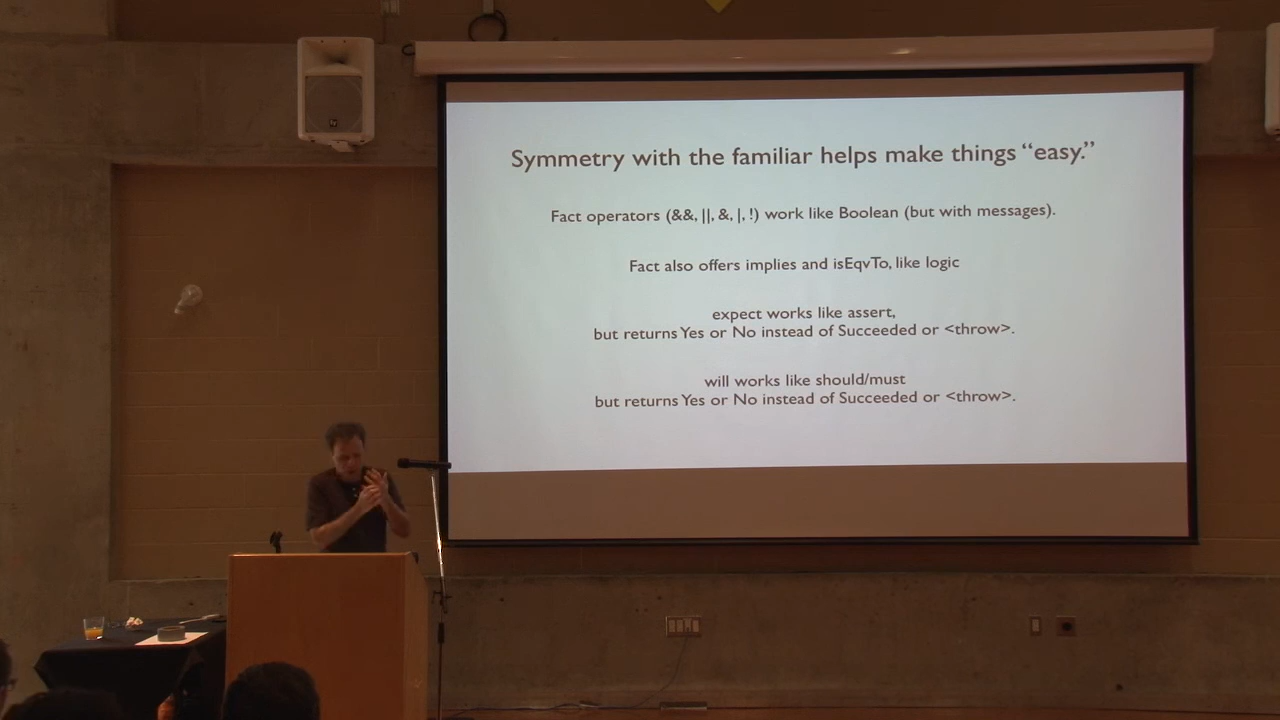 Symmetry with the familiar helps make things “easy.”
Fact operators (&&, ||, &, |, !) work like Boolean (but with messages).
Fact also offers implies and isEqvTo, like logic
expect works like assert,
but returns Yes or No instead of Succeeded or <throw>.
will works like should/must
but returns Yes or No instead of Succeeded or <throw>.